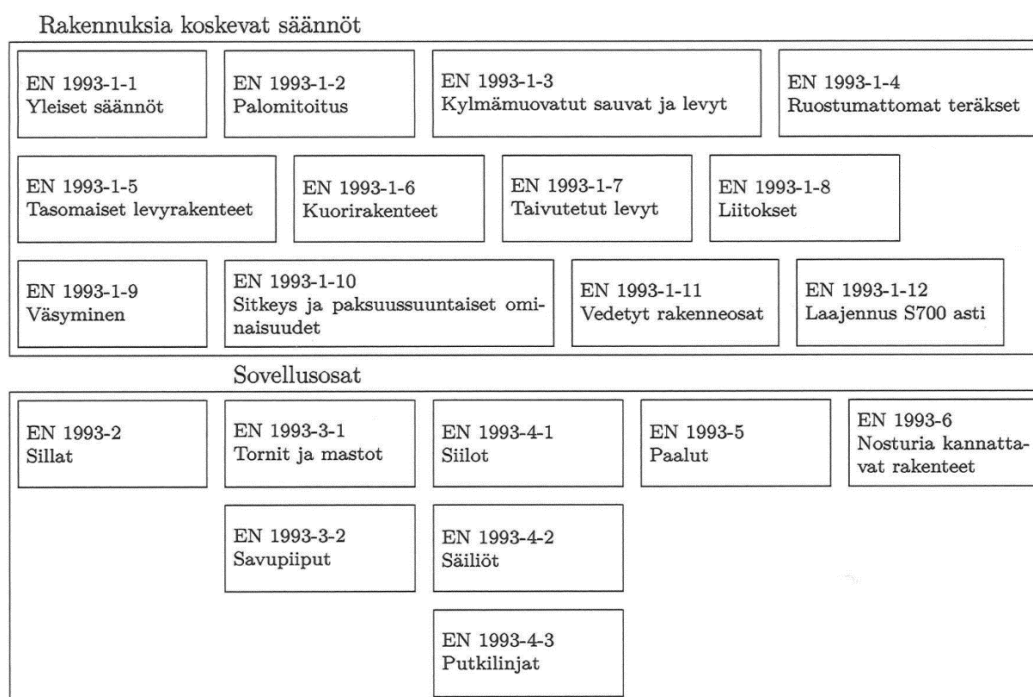 Rakennuksia koskevat säännöt
EN 1993-1-1
Yleiset säännöt
EN 1993-1-2
Palomitoitus
EN 1993-1-3
Kylmämuovatut sauvat ja levyt
EN 1993-1-4
Ruostumattomat teräkset
EN 1993-1-5
Tasomaiset levyrakenteet
EN 1993-1-6
Kuorirakenteet
EN 1993-1-7
Taivutetut levyt
EN 1993-1-8
Liitokset
EN 1993-1-9
Väsyminen
EN 1993-1-10
Sitkeys ja paksuussuuntaiset omi-
naisuudet
EN 1993-1-11
Vedetyt rakenneosat
EN 1993-1-12
Laajennus S700 asti
Sovellusosat
EN 1993-2
Sillat
EN 1993-3-1
Tornit ja mastot
EN 1993-4-1
Siilot
EN 1993-5
Paalut
EN 1993-6
Nosturia kannatta-
vat rakenteet
EN 1993-3-2
Savupiiput
EN 1993-4-2
Säiliöt
EN 1993-4-3
Putkilinjat